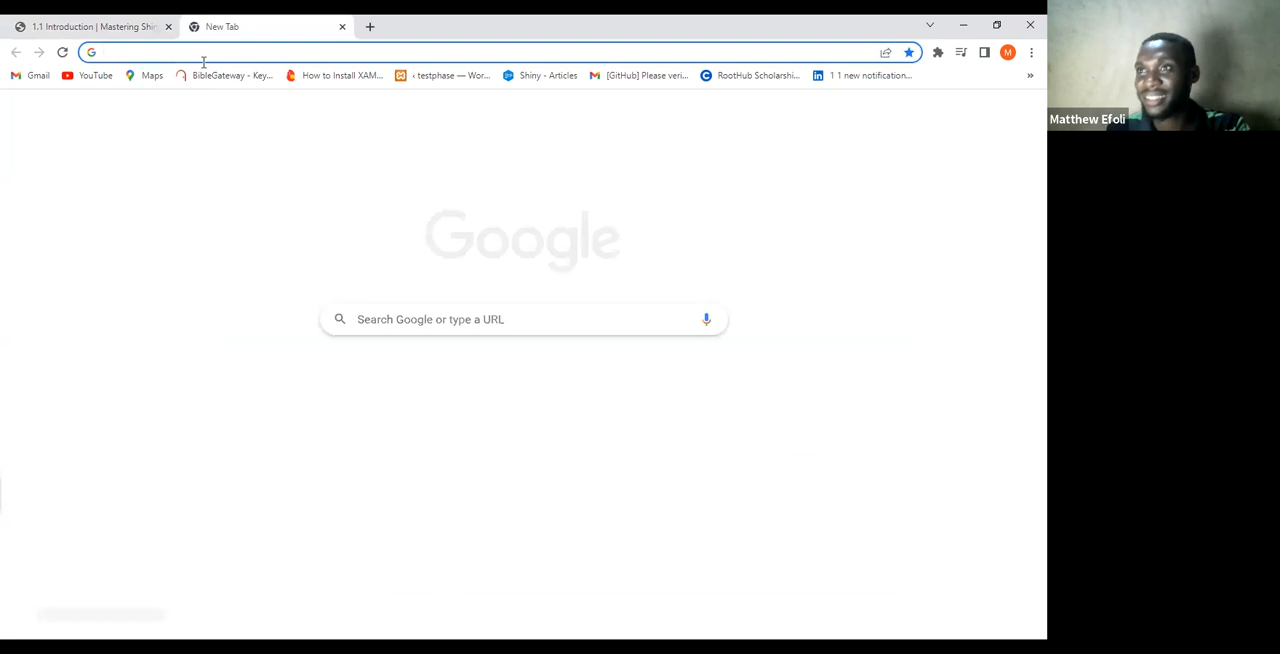 1.1 Introduction | Mastering Shi
New Tab
Gmail
YouTube
Maps
BibleGateway - Key...
How to Install XAM...
‹ testphase — Wor...
Shiny - Articles
[GitHub] Please veri...
RootHub Scholarshi...
1 1 new notification...
»
M
Matthew Efoli
Google
Search Google or type a URL